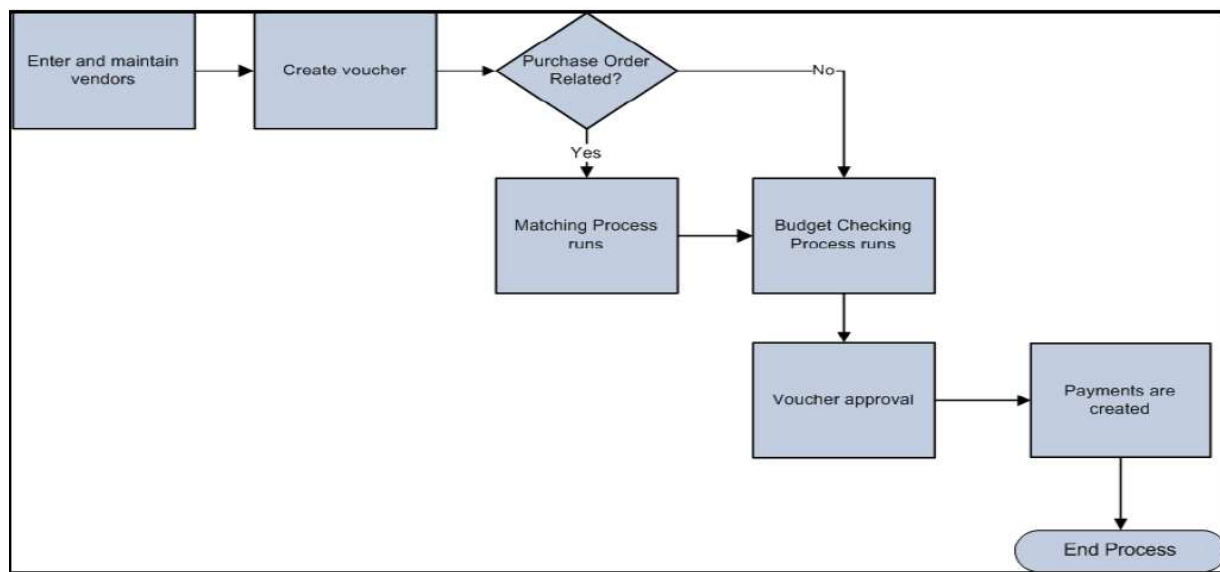 Enter and maintain
vendors
Create voucher
Purchase Order
Related?
No
Yes
Matching Process
runs
Budget Checking
Process runs
Voucher approval
Payments are
created
End Process